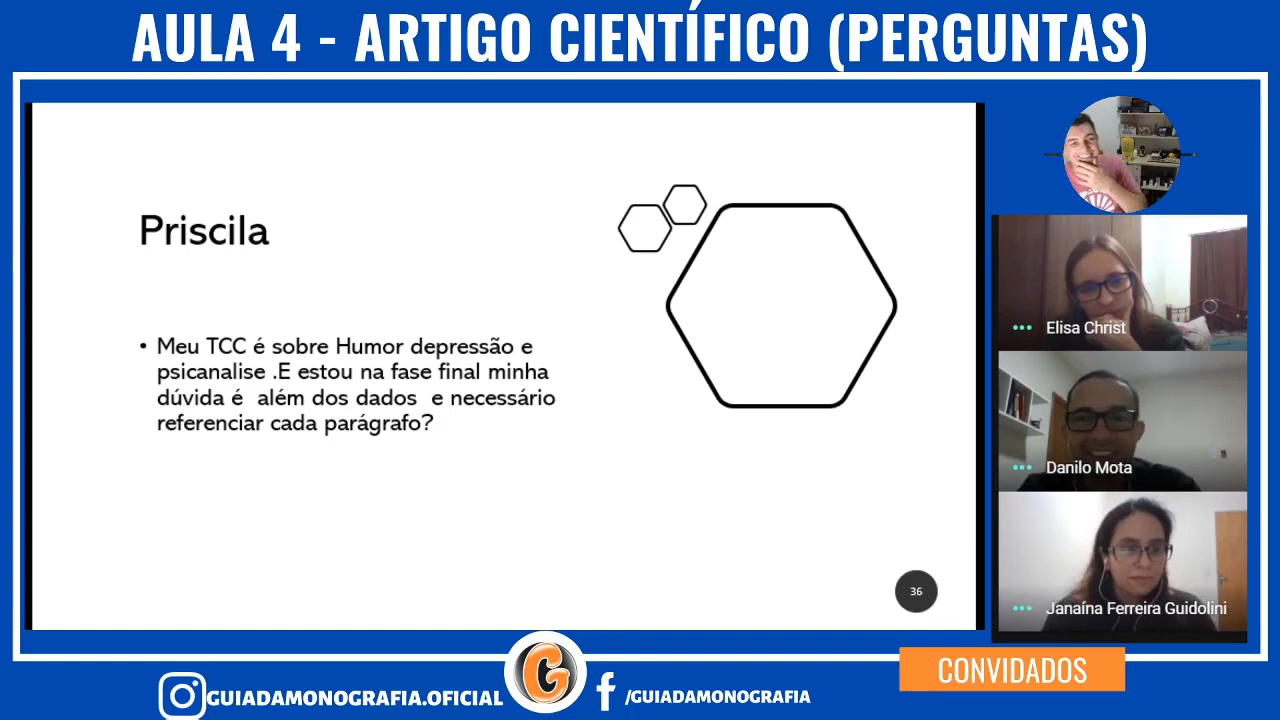 AULA 4 - ARTIGO CIENTÍFICO (PERGUNTAS)
Priscila
• Meu TCC é sobre Humor depressão e
psicanalise .E estou na fase final minha
dúvida é além dos dados e necessário
referenciar cada parágrafo?
36
Elisa Christ
Danilo Mota
Janaína Ferreira Guidolini
CONVIDADOS
GUIADAMONOGRAFIA.OFICIAL
G
/GUIADAMONOGRAFIA